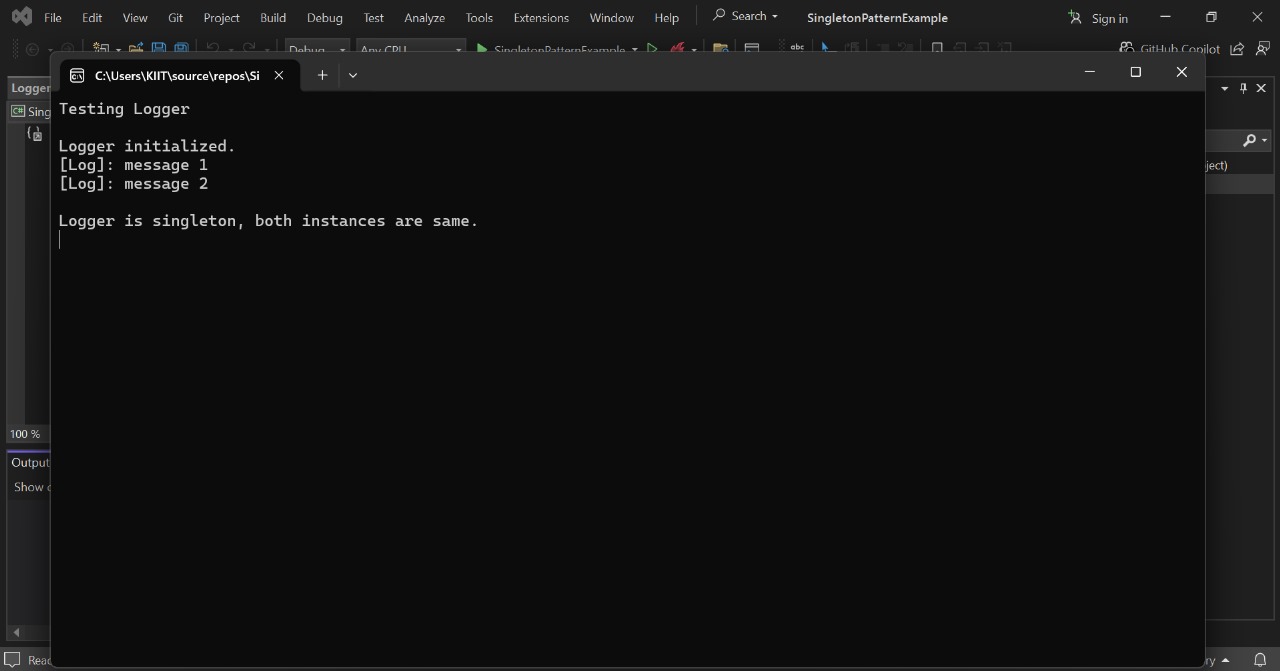 File Edit View Git Project Build Debug Test Analyze Tools Extensions Window Help Search SingletonPatternExample Sign in
Debug Any CPU SingletonPatternExample abc GitHub Copilot
Logger C:\Users\KIIT\source\repos\Si
C# Sing
Testing Logger
Logger initialized.
[Log]: message 1
[Log]: message 2
Logger is singleton, both instances are same.
ject)
100 %
Output
Show